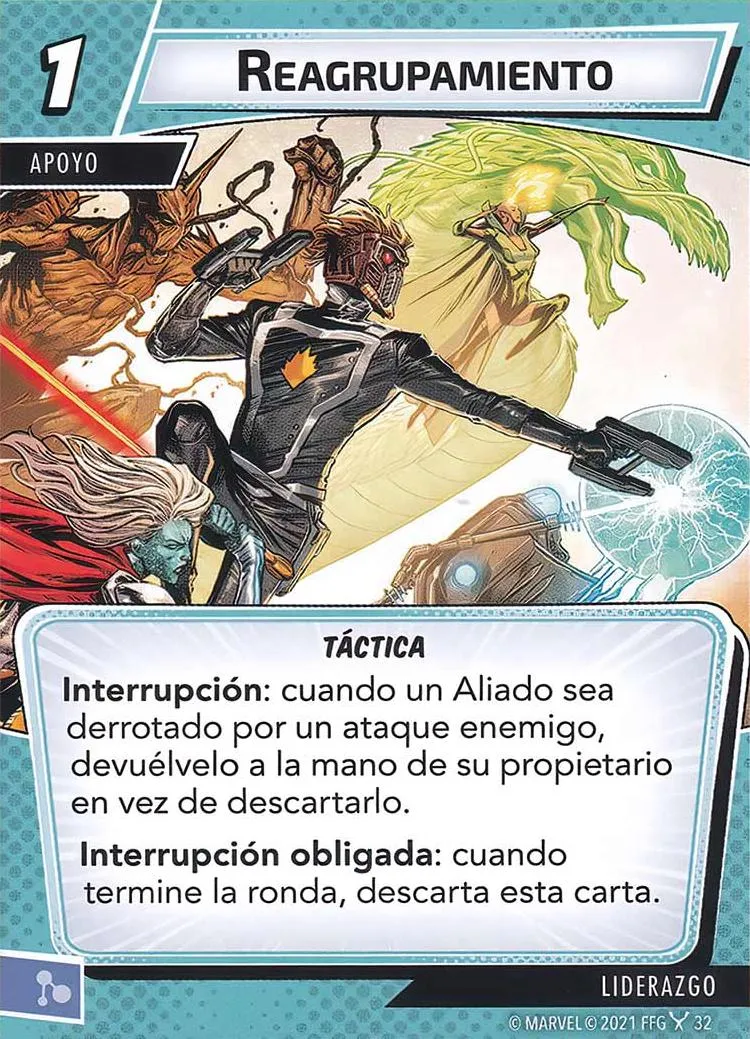 1
REAGRUPAMIENTO
APOYO
TÁCTICA
Interrupción: cuando un Aliado sea
derrotado por un ataque enemigo,
devuélvelo a la mano de su propietario
en vez de descartarlo.
Interrupción obligada: cuando
termine la ronda, descarta esta carta.
LIDERAZGO
© MARVEL © 2021 FFG 32